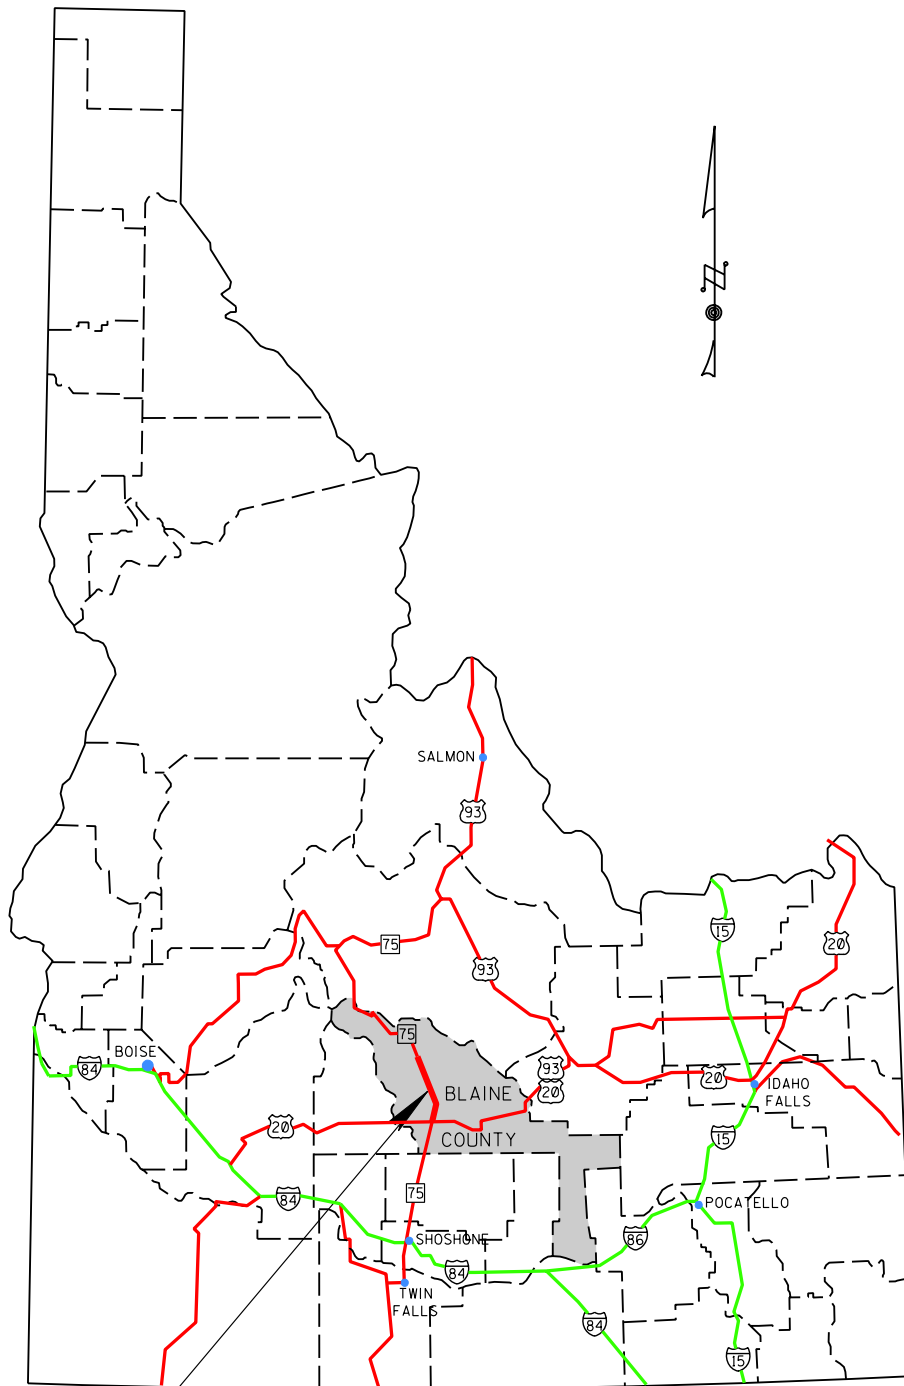 N
SALMON
93
75
93
15
20
75
BOISE
84
93
20
BLAINE
20
IDAHO
FALLS
20
COUNTY
15
75
84
POCATELLO
SHOSHONE
86
84
TWIN
FALLS
84
15